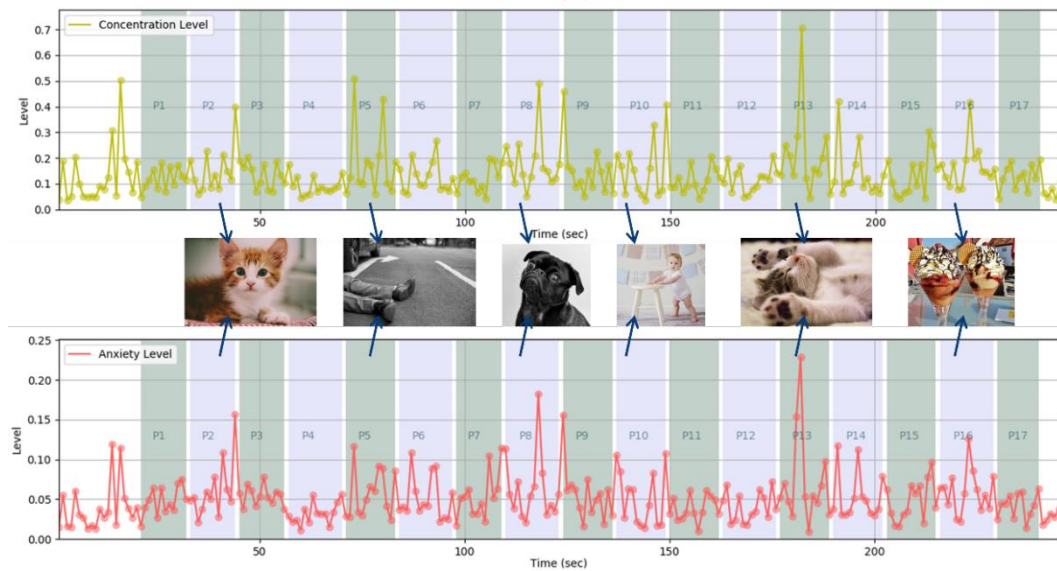 Concentration Level
0.7
0.6
0.5
0.4
0.3
0.2
0.1
0.0
Level
P1 P2 P3 P4 P5 P6 P7 P8 P9 P10 P11 P12 P13 P14 P15 P16 P17
50 100 150 200
Time (sec)
Anxiety Level
0.25
0.20
0.15
0.10
0.05
0.00
Level
P1 P2 P3 P4 P5 P6 P7 P8 P9 P10 P11 P12 P13 P14 P15 P16 P17
50 100 150 200
Time (sec)